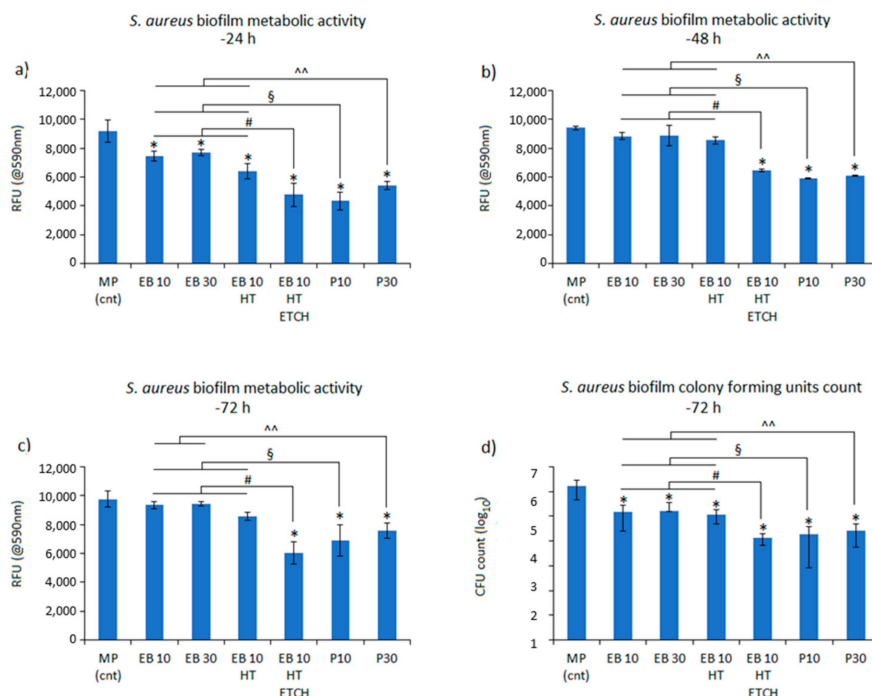 S. aureus biofilm metabolic activity
-24 h
a)
^^
§
#
12,000
10,000
8,000
6,000
4,000
2,000
0
RFU (@590nm)
* * * * * *
MP (cnt)
EB 10
EB 30
EB 10 HT
EB 10 HT ETCH
P10
P30
S. aureus biofilm metabolic activity
-48 h
b)
^^
§
#
12,000
10,000
8,000
6,000
4,000
2,000
0
RFU (@590nm)
* * *
MP (cnt)
EB 10
EB 30
EB 10 HT
EB 10 HT ETCH
P10
P30
S. aureus biofilm metabolic activity
-72 h
c)
^^
§
#
12,000
10,000
8,000
6,000
4,000
2,000
0
RFU (@590nm)
* * *
MP (cnt)
EB 10
EB 30
EB 10 HT
EB 10 HT ETCH
P10
P30
S. aureus biofilm colony forming units count
-72 h
d)
^^
§
#
7
6
5
4
3
2
1
CFU count (log10)
* * * * * *
MP (cnt)
EB 10
EB 30
EB 10 HT
EB 10 HT ETCH
P10
P30